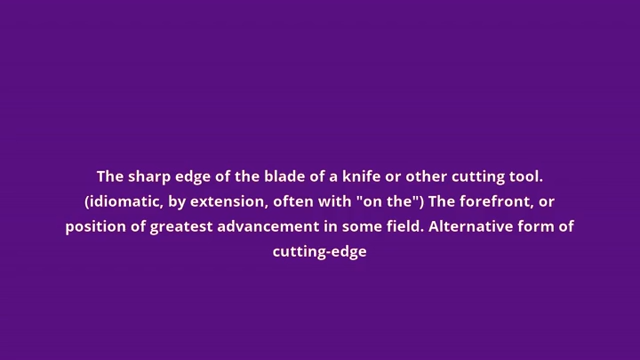 The sharp edge of the blade of a knife or other cutting tool.
(idiomatic, by extension, often with "on the") The forefront, or
position of greatest advancement in some field. Alternative form of
cutting-edge